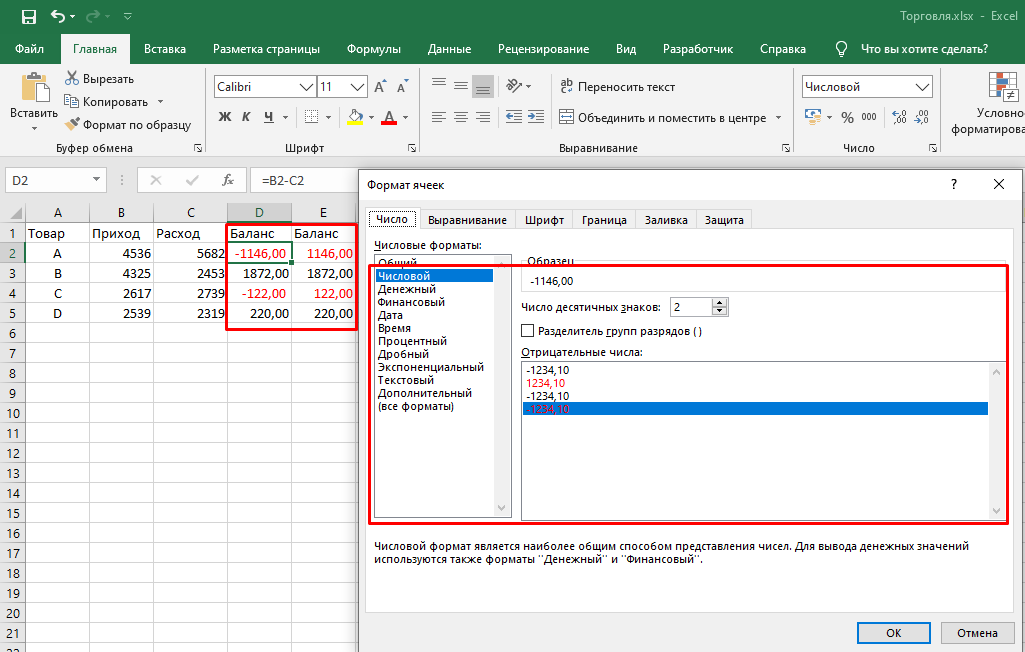 Торговля.xlsx - Excel
Файл Главная Вставка Разметка страницы Формулы Данные Рецензирование Вид Разработчик Справка Что вы хотите сделать?
Вставить
Вырезать
Копировать
Формат по образцу
Буфер обмена
Calibri 11
Ж К Ч
Шрифт
Переносить текст
Объединить и поместить в центре
Выравнивание
Числовой
% 000
Число
Условно
форматирова
D2 fx =B2-C2
A B C D E
1 Товар Приход Расход Баланс Баланс
2 A 4536 5682 -1146,00 1146,00
3 B 4325 2453 1872,00 1872,00
4 C 2617 2739 -122,00 122,00
5 D 2539 2319 220,00 220,00
6
7
8
9
10
11
12
13
14
15
16
17
18
19
20
21
Формат ячеек ?
Число Выравнивание Шрифт Граница Заливка Защита
Числовые форматы:
Общий
Числовой
Денежный
Финансовый
Дата
Время
Процентный
Дробный
Экспоненциальный
Текстовый
Дополнительный
(все форматы)
Образец
-1146,00
Число десятичных знаков: 2
Разделитель групп разрядов ( )
Отрицательные числа:
-1234,10
1234,10
-1234,10
-1234,10
Числовой формат является наиболее общим способом представления чисел. Для вывода денежных значений
используются также форматы "Денежный" и "Финансовый".
ОК Отмена